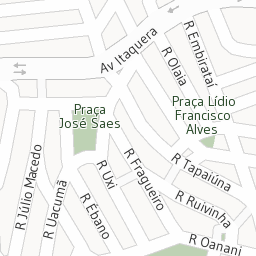 R Embirataí
R Olaia
Av Itaquera
Praça
José Saes
Praça Lídio
Francisco
Alves
R Júlio Macedo
R Uacumã
R Ébano
R Uxi
R Fragueiro
R Tapaiúna
R Ruivinha
R Oanani